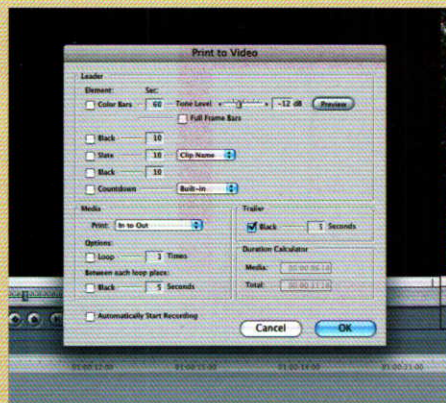 Print to Video
Leader
Element: Sec:
Color Bars 60 Tone Level -12 dB Preview
Full Frame Bars
Black 10
Slate 10 Clip Name
Black 10
Countdown Built-in
Media
Print: In to Out
Options:
Loop 1 Times
Between each loop place:
Black 5 Seconds
Automatically Start Recording
Trailer
Black Seconds
Duration Calculator
Media:
Total:
Cancel OK